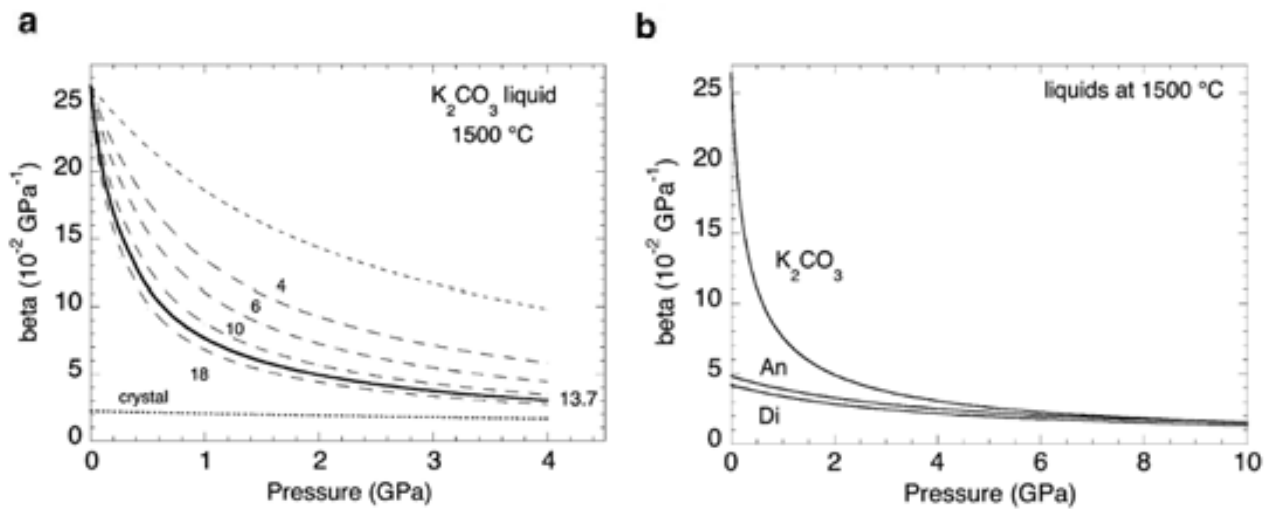 a
K2CO3 liquid
1500 °C
25
20
15
10
5
0
beta (10-2 GPa-1)
4
6
10
18
13.7
crystal
0 1 2 3 4
Pressure (GPa)
b
liquids at 1500 °C
25
20
15
10
5
0
beta (10-2 GPa-1)
K2CO3
An
Di
0 2 4 6 8 10
Pressure (GPa)